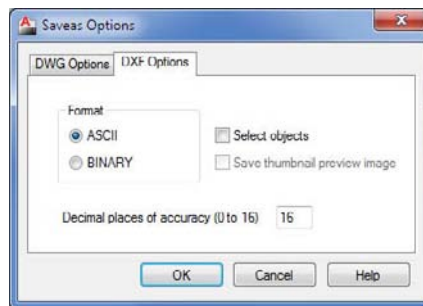 Saveas Options
DWG Options DXF Options
Format
ASCII Select objects
BINARY Save thumbnail preview image
Decimal places of accuracy (0 to 16) 16
OK Cancel Help